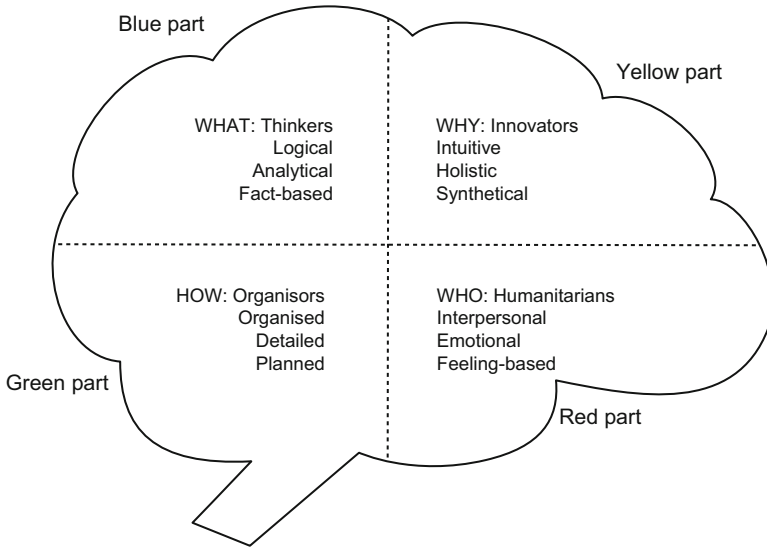 Blue part
Yellow part
WHAT: Thinkers
Logical
Analytical
Fact-based
WHY: Innovators
Intuitive
Holistic
Synthetical
HOW: Organisors
Organised
Detailed
Planned
WHO: Humanitarians
Interpersonal
Emotional
Feeling-based
Green part
Red part